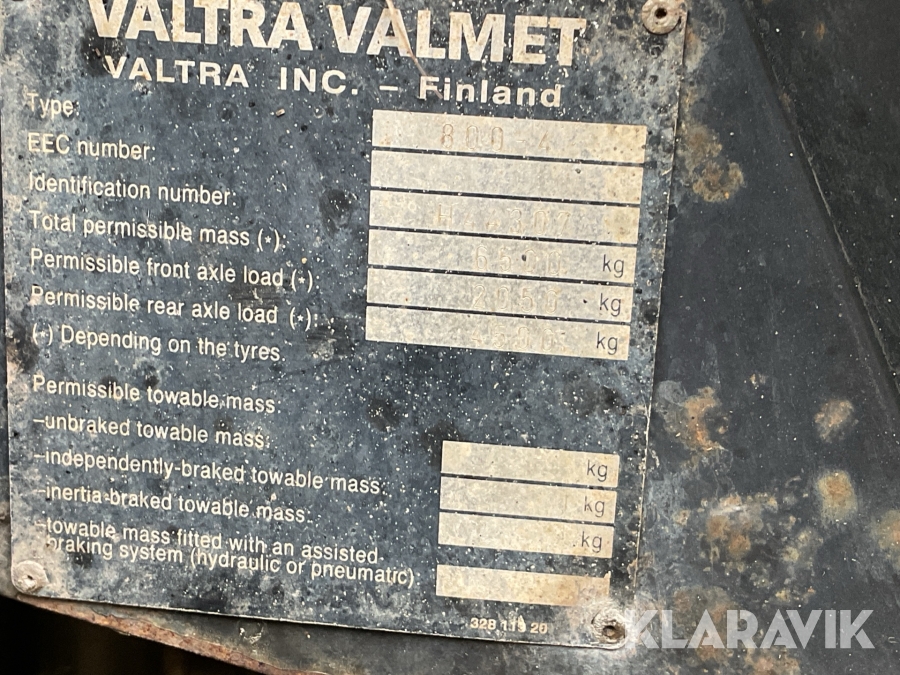 VALTRA VALMET
VALTRA INC. – Finland
Type: 800-4
EEC number:
Identification number:
Total permissible mass (*): kg
Permissible front axle load (*): kg
Permissible rear axle load (*): kg
(*) Depending on the tyres.
Permissible towable mass:
–unbraked towable mass: kg
–independently-braked towable mass: kg
–inertia-braked towable mass: kg
–towable mass fitted with an assisted-
braking system (hydraulic or pneumatic):
328 119 20
KLARAVIK